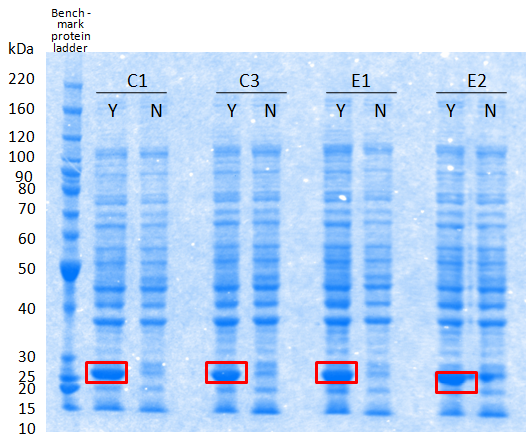 Bench-
mark
protein
ladder
kDa
C1
C3
E1
E2
Y
N
Y
N
Y
N
Y
N
220
160
120
100
90
80
70
60
50
40
30
25
20
15
10